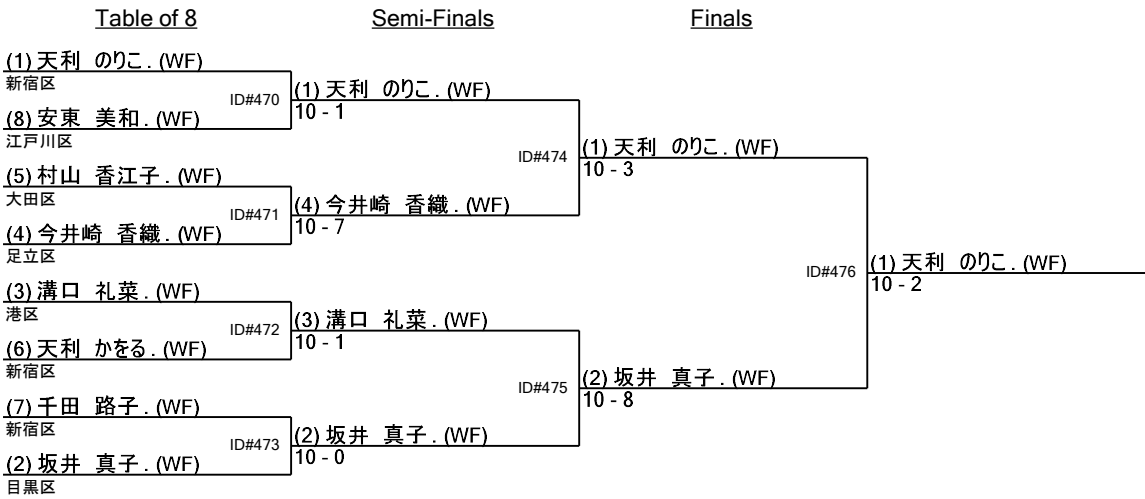 Table of 8
Semi-Finals
Finals
(1) 天利 のりこ . (WF)
新宿区
ID#470
(8) 安東 美和 . (WF)
江戸川区
(1) 天利 のりこ . (WF)
10 - 1
(5) 村山 香江子 . (WF)
大田区
ID#471
(4) 今井崎 香織 . (WF)
足立区
(4) 今井崎 香織 . (WF)
10 - 7
ID#474
(1) 天利 のりこ . (WF)
10 - 3
(3) 溝口 礼菜 . (WF)
港区
ID#472
(6) 天利 かをる . (WF)
新宿区
(3) 溝口 礼菜 . (WF)
10 - 1
(7) 千田 路子 . (WF)
新宿区
ID#473
(2) 坂井 真子 . (WF)
目黒区
(2) 坂井 真子 . (WF)
10 - 0
ID#475
(2) 坂井 真子 . (WF)
10 - 8
ID#476
(1) 天利 のりこ . (WF)
10 - 2